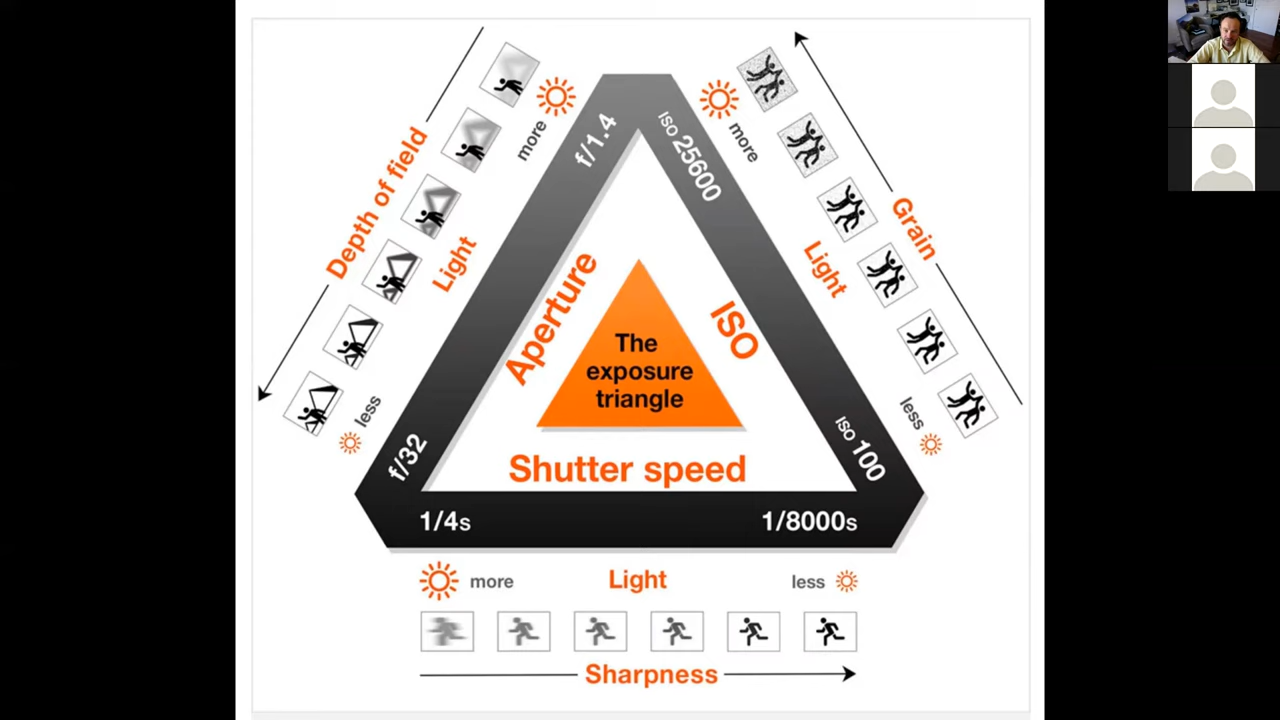 Depth of field
more
Light
less
f/1.4
f/32
Aperture
ISO 25600
ISO 100
ISO
more
Light
less
Grain
The
exposure
triangle
Shutter speed
1/4s
1/8000s
more
Light
less
Sharpness